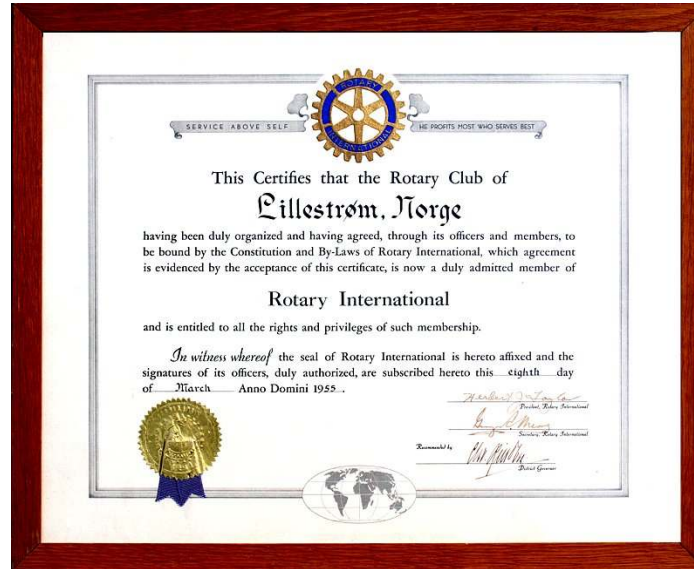 ROTARY
INTERNATIONAL
SERVICE ABOVE SELF
HE PROFITS MOST WHO SERVES BEST
This Certifies that the Rotary Club of
Lillestrøm, Norge
having been duly organized and having agreed, through its officers and members, to
be bound by the Constitution and By-Laws of Rotary International, which agreement
is evidenced by the acceptance of this certificate, is now a duly admitted member of
Rotary International
and is entitled to all the rights and privileges of such membership.
In witness whereof the seal of Rotary International is hereto affixed and the
signatures of its officers, duly authorized, are subscribed hereto this eighth day
of March Anno Domini 1955.
Herbert J. Taylor
President, Rotary International
Secretary, Rotary International
Recommended by
District Governor